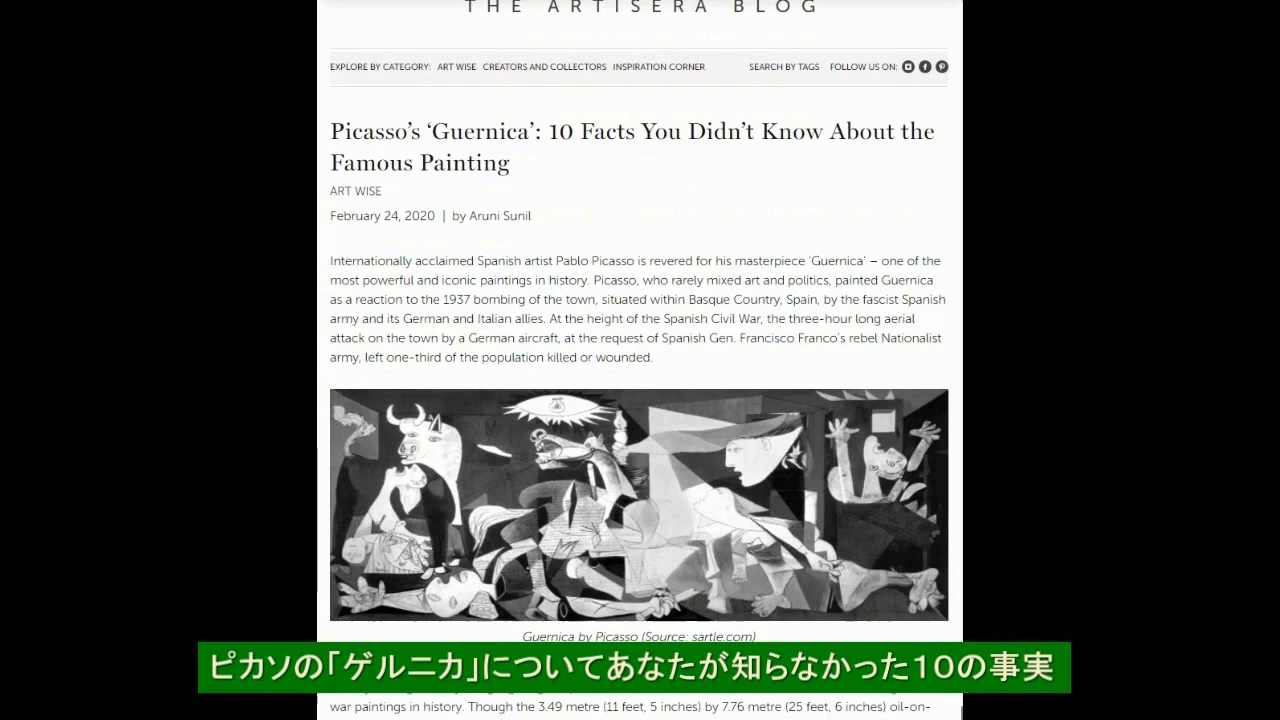 THE ARTISERA BLOG
EXPLORE BY CATEGORY: ART WISE CREATORS AND COLLECTORS INSPIRATION CORNER SEARCH BY TAGS FOLLOW US ON:
Picasso’s ‘Guernica’: 10 Facts You Didn’t Know About the
Famous Painting
ART WISE
February 24, 2020 | by Aruni Sunil
Internationally acclaimed Spanish artist Pablo Picasso is revered for his masterpiece ‘Guernica’ – one of the
most powerful and iconic paintings in history. Picasso, who rarely mixed art and politics, painted Guernica
as a reaction to the 1937 bombing of the town, situated within Basque Country, Spain, by the fascist Spanish
army and its German and Italian allies. At the height of the Spanish Civil War, the three-hour long aerial
attack on the town by a German aircraft, at the request of Spanish Gen. Francisco Franco’s rebel Nationalist
army, left one-third of the population killed or wounded.
Guernica by Picasso (Source: sartle.com)
ピカソの「ゲルニカ」についてあなたが知らなかった１０の事実
war paintings in history. Though the 3.49 metre (11 feet, 5 inches) by 7.76 metre (25 feet, 6 inches) oil-on-